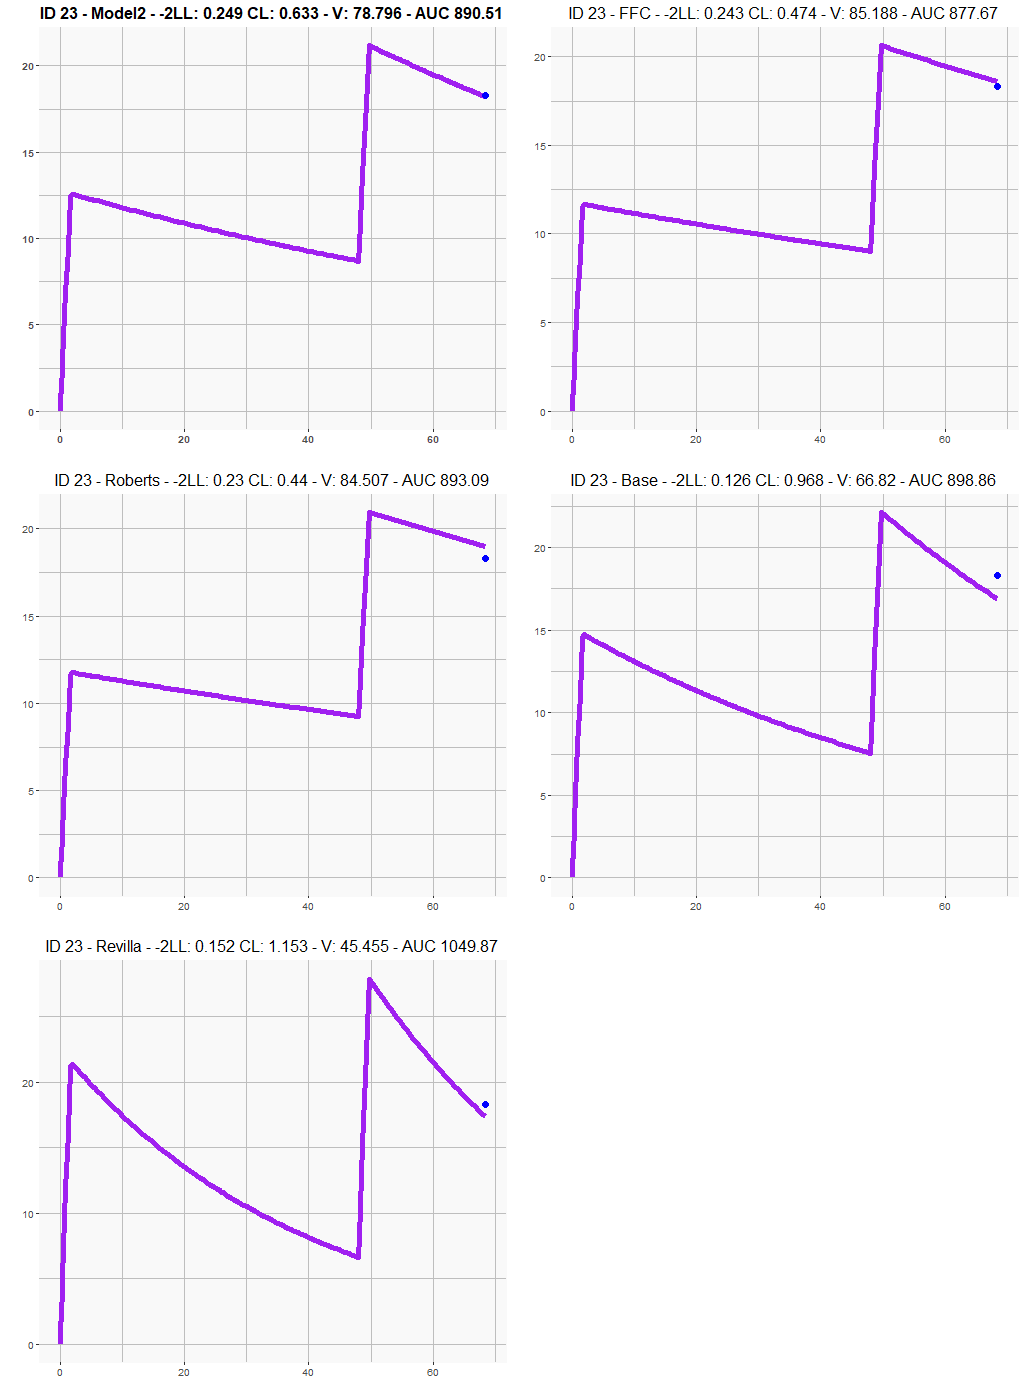 ID 23 - Model2 - -2LL: 0.249 CL: 0.633 - V: 78.796 - AUC 890.51
20
15
10
5
0
0 20 40 60
ID 23 - FFC - -2LL: 0.243 CL: 0.474 - V: 85.188 - AUC 877.67
20
15
10
5
0
0 20 40 60
ID 23 - Roberts - -2LL: 0.23 CL: 0.44 - V: 84.507 - AUC 893.09
20
15
10
5
0
0 20 40 60
ID 23 - Base - -2LL: 0.126 CL: 0.968 - V: 66.82 - AUC 898.86
20
15
10
5
0
0 20 40 60
ID 23 - Revilla - -2LL: 0.152 CL: 1.153 - V: 45.455 - AUC 1049.87
20
10
0
0 20 40 60